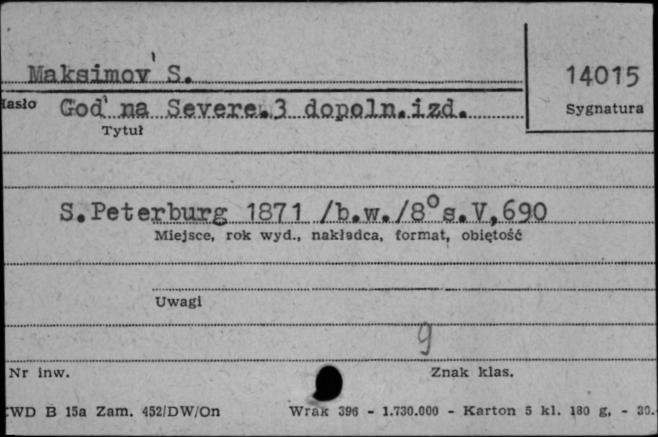 Maksimov' S.
14015
Hasło God' na Severe.3 dopoln.izd.
Sygnatura
Tytuł
S.Peterburg 1871 /b.w./8° s.V,690
Miejsce, rok wyd., nakładca, format, objętość
Uwagi
9
Nr inw.
Znak klas.
CWD B 15a Zam. 452/DW/On Wrak 396 - 1.730.000 - Karton 5 kl. 180 g. - 30.